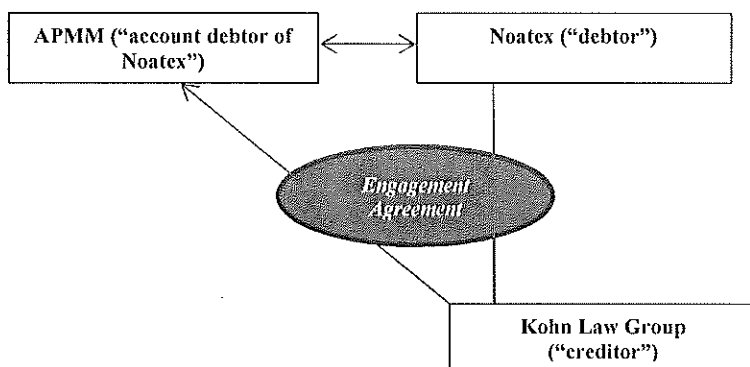 APMM (“account debtor of
Noatex”)
Noatex (“debtor”)
Engagement
Agreement
Kohn Law Group
(“creditor”)